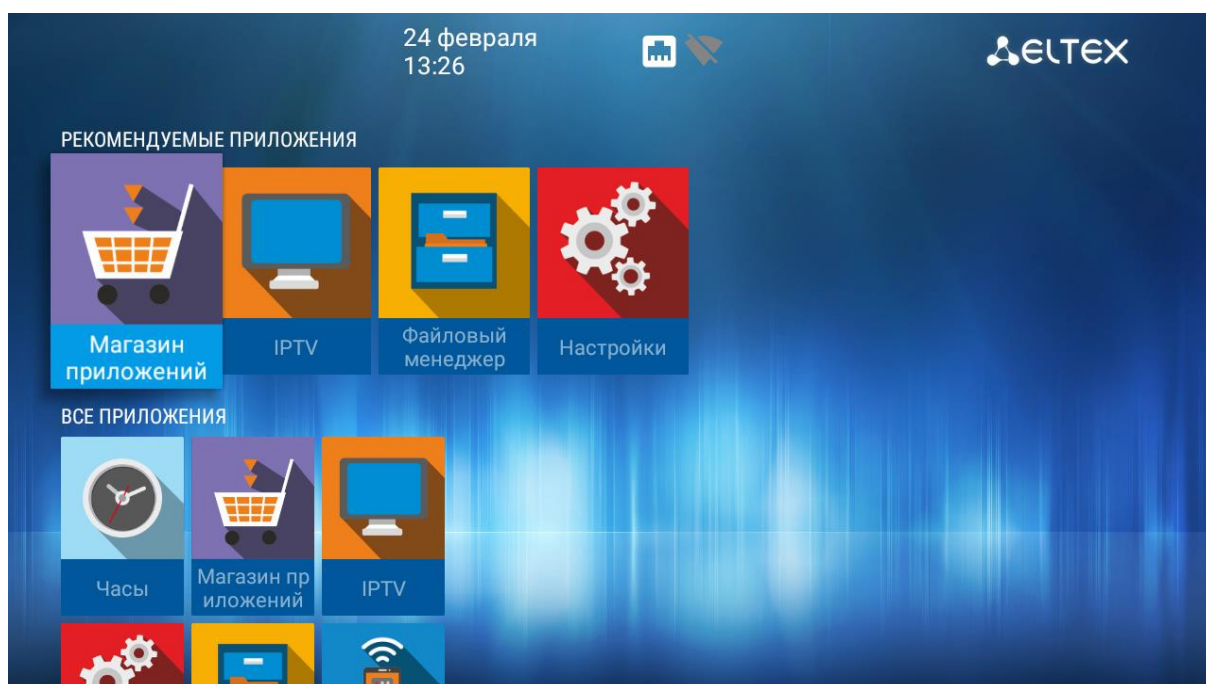 24 февраля
13:26
ELTEX
РЕКОМЕНДУЕМЫЕ ПРИЛОЖЕНИЯ
Магазин
приложений
IPTV
Файловый
менеджер
Настройки
ВСЕ ПРИЛОЖЕНИЯ
Часы
Магазин пр
иложений
IPTV